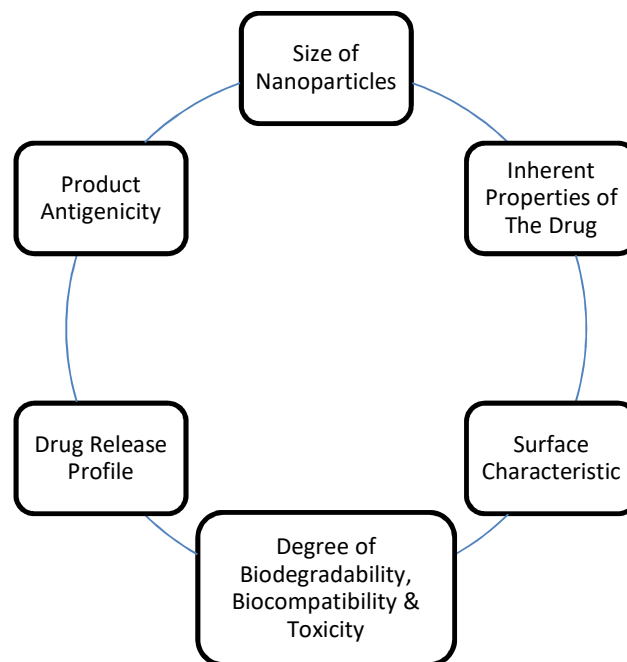 Size of
Nanoparticles
Inherent
Properties of
The Drug
Surface
Characteristic
Degree of
Biodegradability,
Biocompatibility &
Toxicity
Drug Release
Profile
Product
Antigenicity